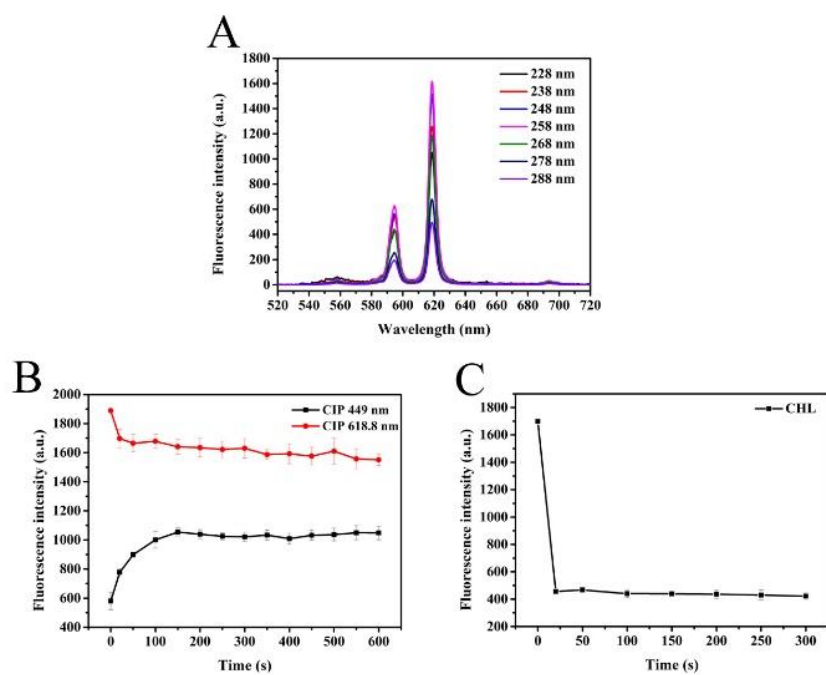 A
Fluorescence intensity (a.u.)
1800
1600
1400
1200
1000
800
600
400
200
0
228 nm
238 nm
248 nm
258 nm
268 nm
278 nm
288 nm
520 540 560 580 600 620 640 660 680 700 720
Wavelength (nm)
B
Fluorescence intensity (a.u.)
2000
1800
1600
1400
1200
1000
800
600
400
CIP 449 nm
CIP 618.8 nm
0 100 200 300 400 500 600
Time (s)
C
Fluorescence intensity (a.u.)
1800
1600
1400
1200
1000
800
600
400
200
CHL
0 50 100 150 200 250 300
Time (s)